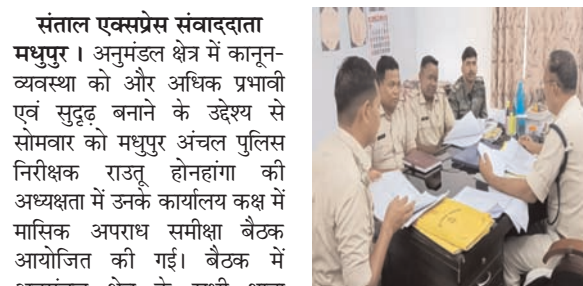 संताल एक्सप्रेस संवाददाता
मधुपुर । अनुमंडल क्षेत्र में कानून-
व्यवस्था को और अधिक प्रभावी
एवं सुदृढ़ बनाने के उद्देश्य से
सोमवार को मधुपुर अंचल पुलिस
निरीक्षक राउतू होनहांगा की
अध्यक्षता में उनके कार्यालय कक्ष में
मासिक अपराध समीक्षा बैठक
आयोजित की गई। बैठक में